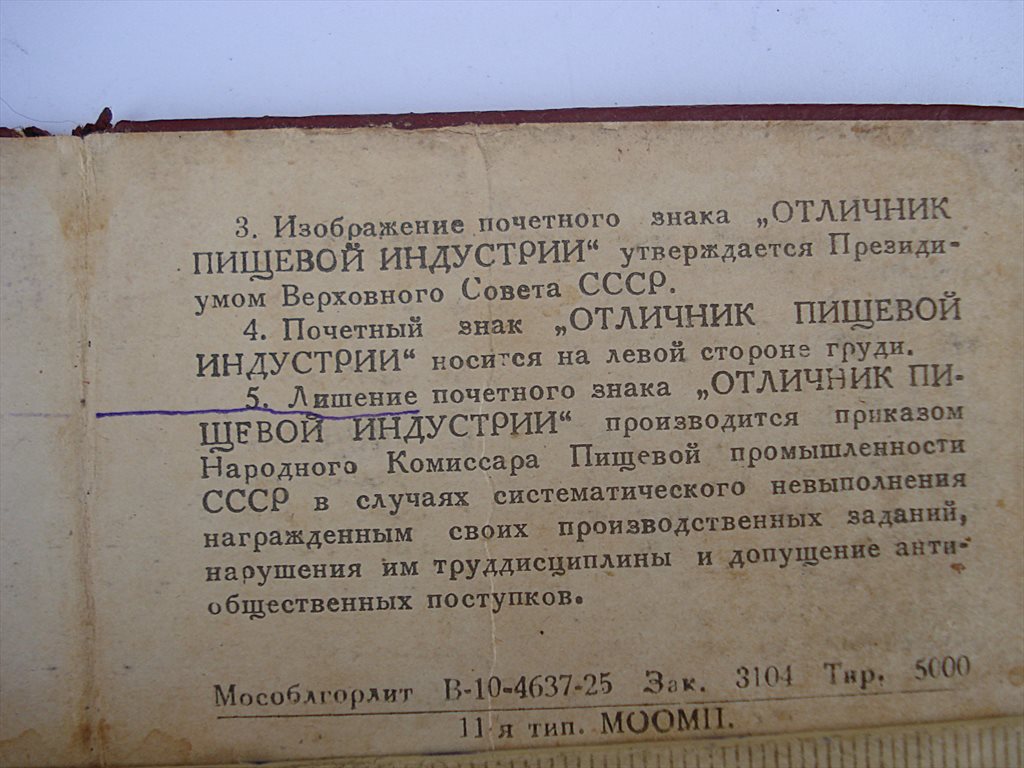 3. Изображение почетного знака „ОТЛИЧНИК
ПИЩЕВОЙ ИНДУСТРИИ“ утверждается Президи-
умом Верховного Совета СССР.
4. Почетный знак „ОТЛИЧНИК ПИЩЕВОЙ
ИНДУСТРИИ“ носится на левой стороне груди.
5. Лишение почетного знака „ОТЛИЧНИК ПИ-
ЩЕВОЙ ИНДУСТРИИ“ производится приказом
Народного Комиссара Пищевой промышленности
СССР в случаях систематического невыполнения
награжденным своих производственных заданий,
нарушения им труддисциплины и допущение анти-
общественных поступков.
Мособлгорлит В-10-4637-25 Зак. 3104 Тир. 5000
11-я тип. МООМП.